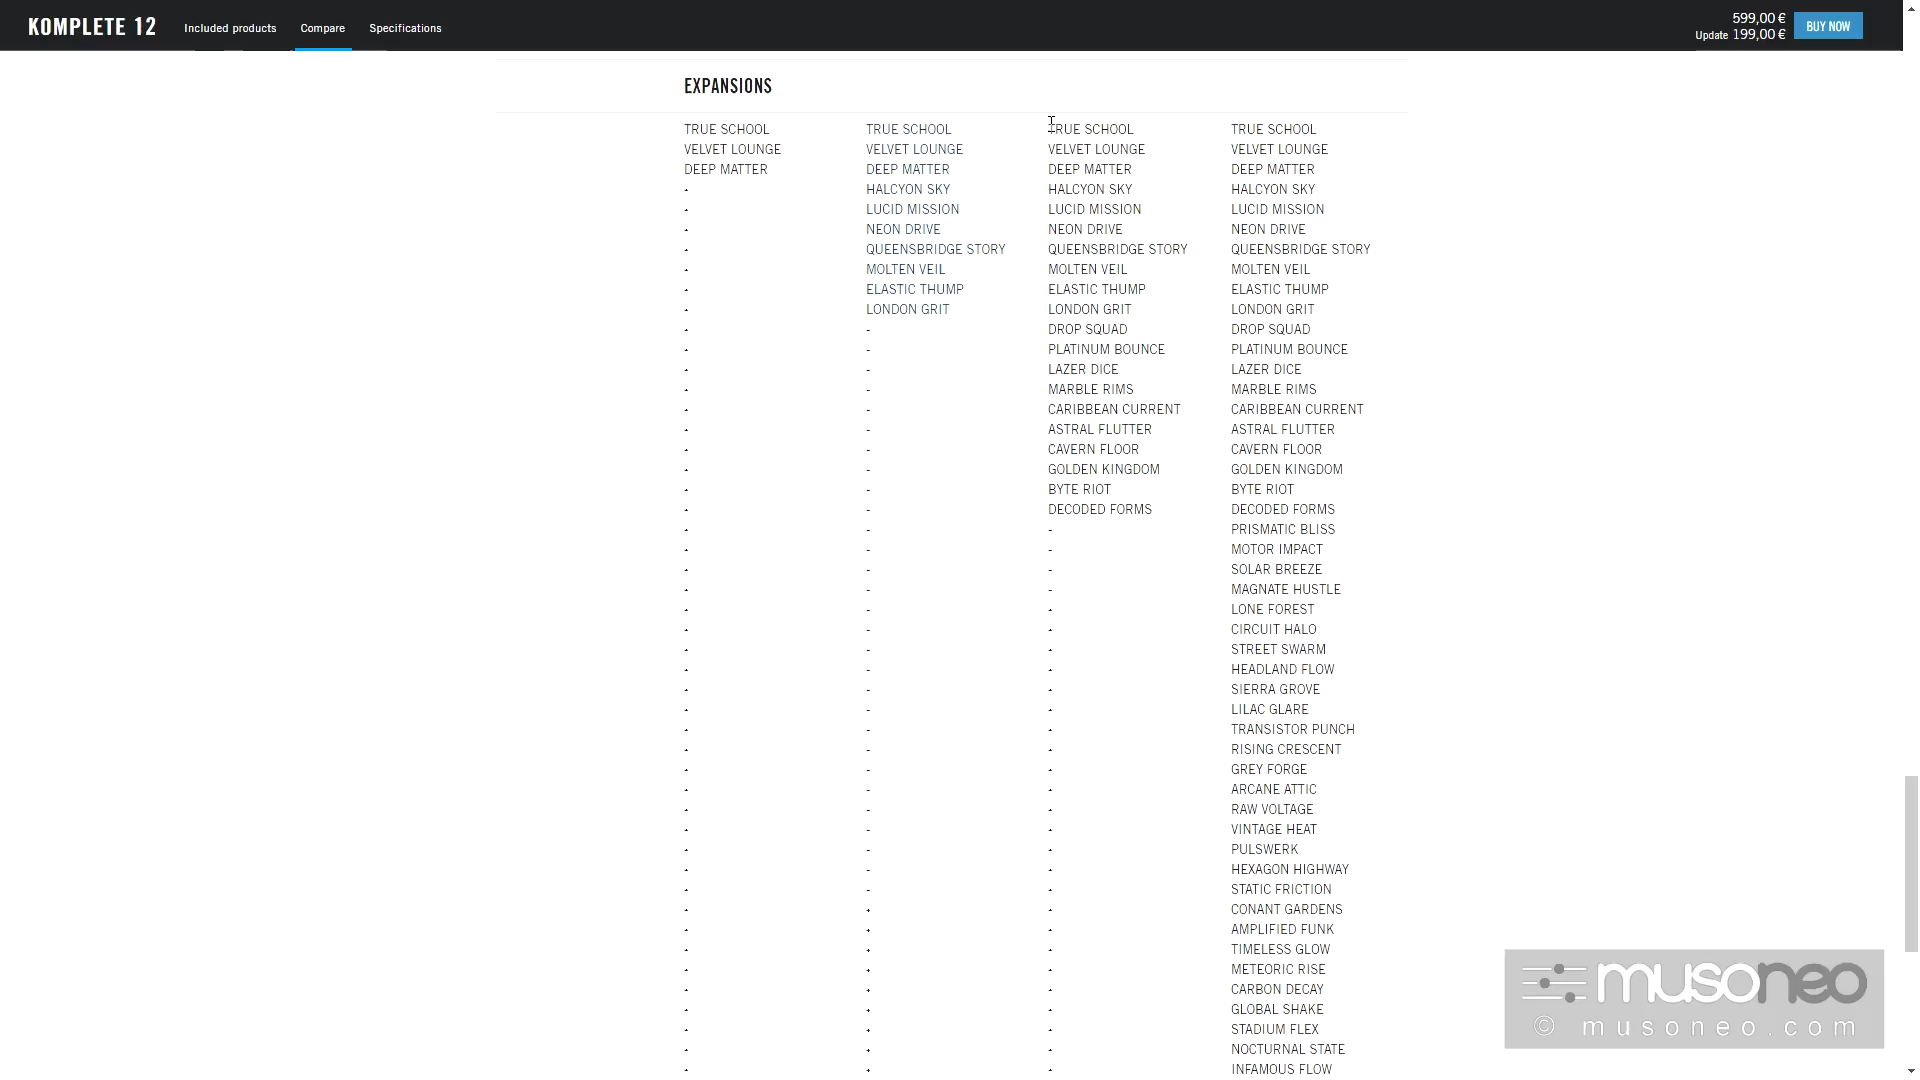 KOMPLETE 12 Included products Compare Specifications 599,00 € Update 199,00 € BUY NOW
EXPANSIONS
TRUE SCHOOL TRUE SCHOOL TRUE SCHOOL TRUE SCHOOL
VELVET LOUNGE VELVET LOUNGE VELVET LOUNGE VELVET LOUNGE
DEEP MATTER DEEP MATTER DEEP MATTER DEEP MATTER
- HALCYON SKY HALCYON SKY HALCYON SKY
- LUCID MISSION LUCID MISSION LUCID MISSION
- NEON DRIVE NEON DRIVE NEON DRIVE
- QUEENSBRIDGE STORY QUEENSBRIDGE STORY QUEENSBRIDGE STORY
- MOLTEN VEIL MOLTEN VEIL MOLTEN VEIL
- ELASTIC THUMP ELASTIC THUMP ELASTIC THUMP
- LONDON GRIT LONDON GRIT LONDON GRIT
- - DROP SQUAD DROP SQUAD
- - PLATINUM BOUNCE PLATINUM BOUNCE
- - LAZER DICE LAZER DICE
- - MARBLE RIMS MARBLE RIMS
- - CARIBBEAN CURRENT CARIBBEAN CURRENT
- - ASTRAL FLUTTER ASTRAL FLUTTER
- - CAVERN FLOOR CAVERN FLOOR
- - GOLDEN KINGDOM GOLDEN KINGDOM
- - BYTE RIOT BYTE RIOT
- - DECODED FORMS DECODED FORMS
- - - PRISMATIC BLISS
- - - MOTOR IMPACT
- - - SOLAR BREEZE
- - - MAGNATE HUSTLE
- - - LONE FOREST
- - - CIRCUIT HALO
- - - STREET SWARM
- - - HEADLAND FLOW
- - - SIERRA GROVE
- - - LILAC GLARE
- - - TRANSISTOR PUNCH
- - - RISING CRESCENT
- - - GREY FORGE
- - - ARCANE ATTIC
- - - RAW VOLTAGE
- - - VINTAGE HEAT
- - - PULSWERK
- - - HEXAGON HIGHWAY
- - - STATIC FRICTION
- - - CONANT GARDENS
- - - AMPLIFIED FUNK
- - - TIMELESS GLOW
- - - METEORIC RISE
- - - CARBON DECAY
- - - GLOBAL SHAKE
- - - STADIUM FLEX
- - - NOCTURNAL STATE
- - - INFAMOUS FLOW
musoneo
© musoneo.com